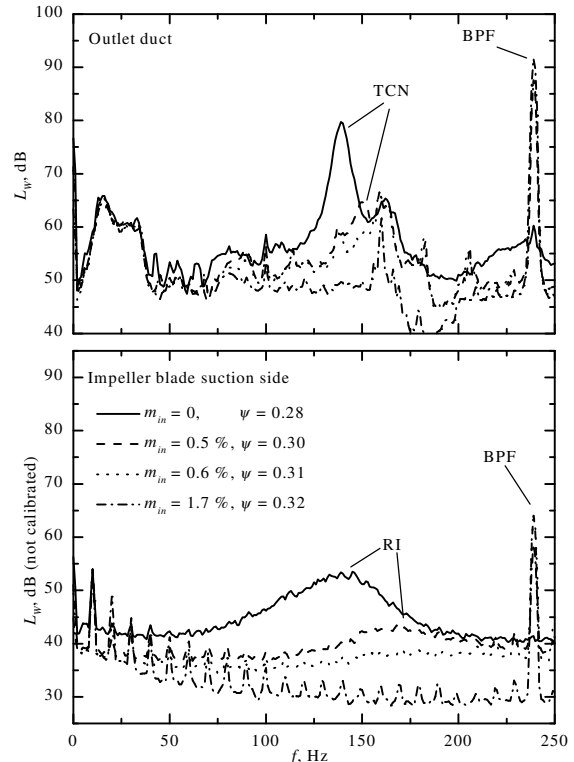 100
Outlet duct
BPF
90
80
TCN
70
60
50
40
L_W, dB
90
Impeller blade suction side
m_in = 0, ψ = 0.28
80
m_in = 0.5 %, ψ = 0.30
m_in = 0.6 %, ψ = 0.31
m_in = 1.7 %, ψ = 0.32
BPF
70
60
RI
50
40
30
L_W, dB (not calibrated)
0 50 100 150 200 250
f, Hz